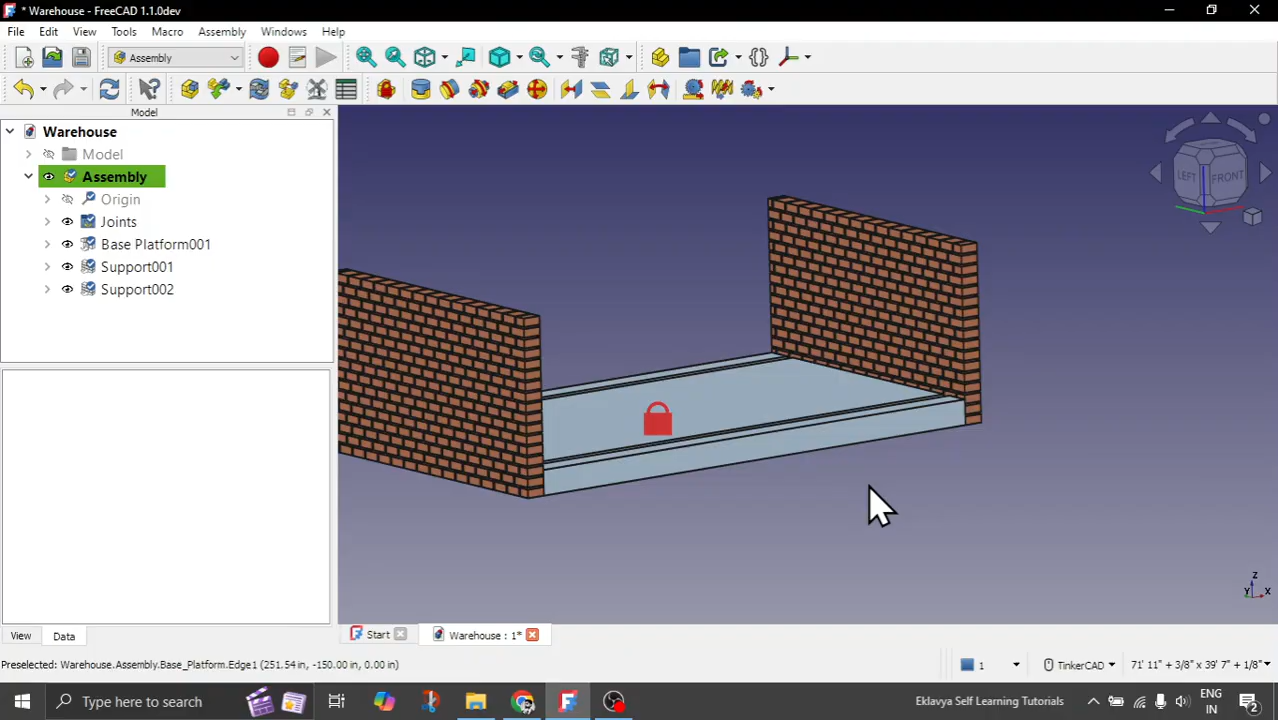 * Warehouse - FreeCAD 1.1.0dev
File Edit View Tools Macro Assembly Windows Help
Assembly
Model
Warehouse
Model
Assembly
Origin
Joints
Base Platform001
Support001
Support002
LEFT FRONT
Z
Y X
View Data
Start Warehouse : 1*
Preselected: Warehouse.Assembly.Base_Platform.Edge1 (251.54 in, -150.00 in, 0.00 in)
1 TinkerCAD 71' 11" + 3/8" x 39' 7" + 1/8"
Type here to search
Eklavya Self Learning Tutorials
ENG
IN
2